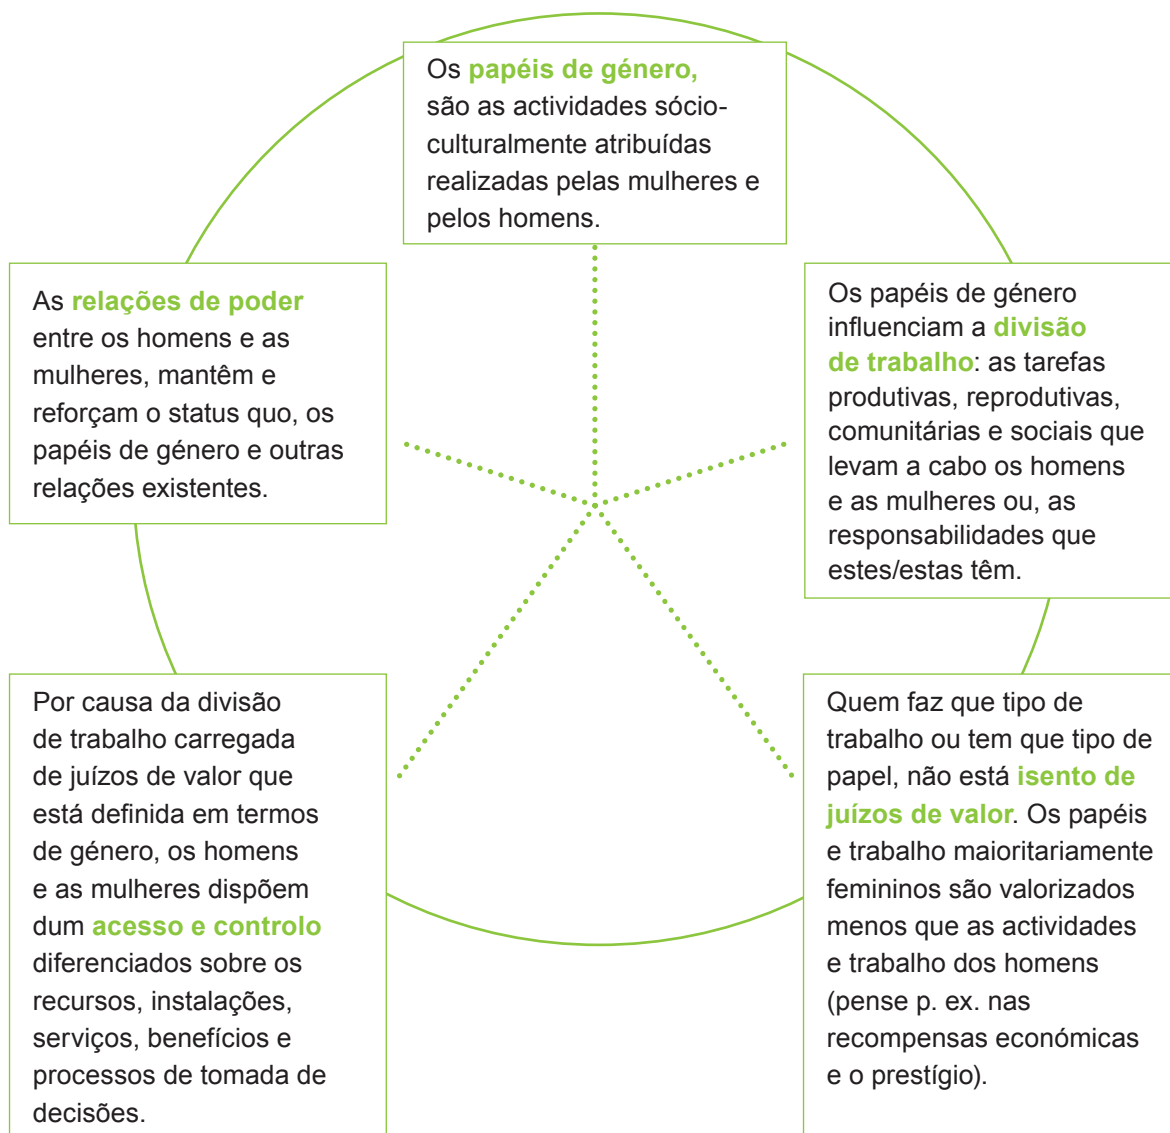 Os papéis de género,
são as actividades sócio-
culturalmente atribuídas
realizadas pelas mulheres e
pelos homens.
As relações de poder
entre os homens e as
mulheres, mantêm e
reforçam o status quo, os
papéis de género e outras
relações existentes.
Os papéis de género
influenciam a divisão
de trabalho: as tarefas
produtivas, reprodutivas,
comunitárias e sociais que
levam a cabo os homens
e as mulheres ou, as
responsabilidades que
estes/estas têm.
Por causa da divisão
de trabalho carregada
de juízos de valor que
está definida em termos
de género, os homens
e as mulheres dispõem
dum acesso e controlo
diferenciados sobre os
recursos, instalações,
serviços, benefícios e
processos de tomada de
decisões.
Quem faz que tipo de
trabalho ou tem que tipo de
papel, não está isento de
juízos de valor. Os papéis
e trabalho maioritariamente
femininos são valorizados
menos que as actividades
e trabalho dos homens
(pense p. ex. nas
recompensas económicas
e o prestígio).